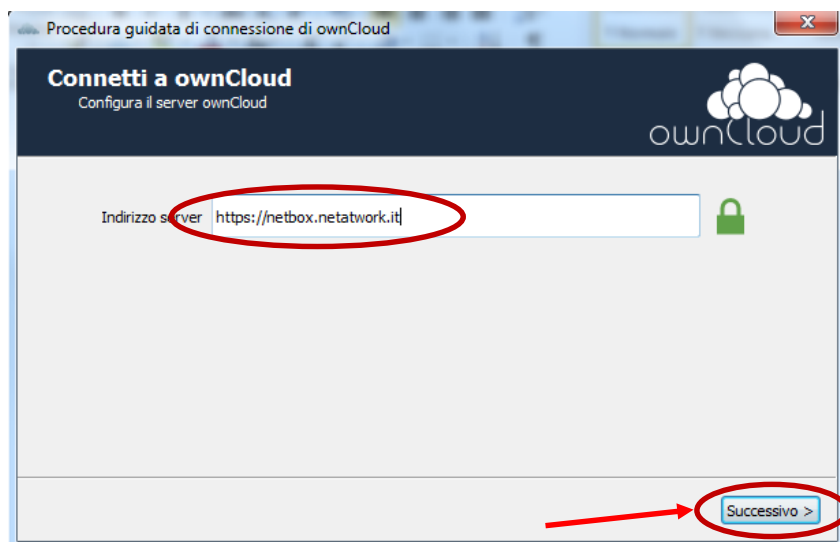 Procedura guidata di connessione di ownCloud
Connetti a ownCloud
Configura il server ownCloud
ownCloud
Indirizzo server https://netbox.netatwork.it
Successivo >